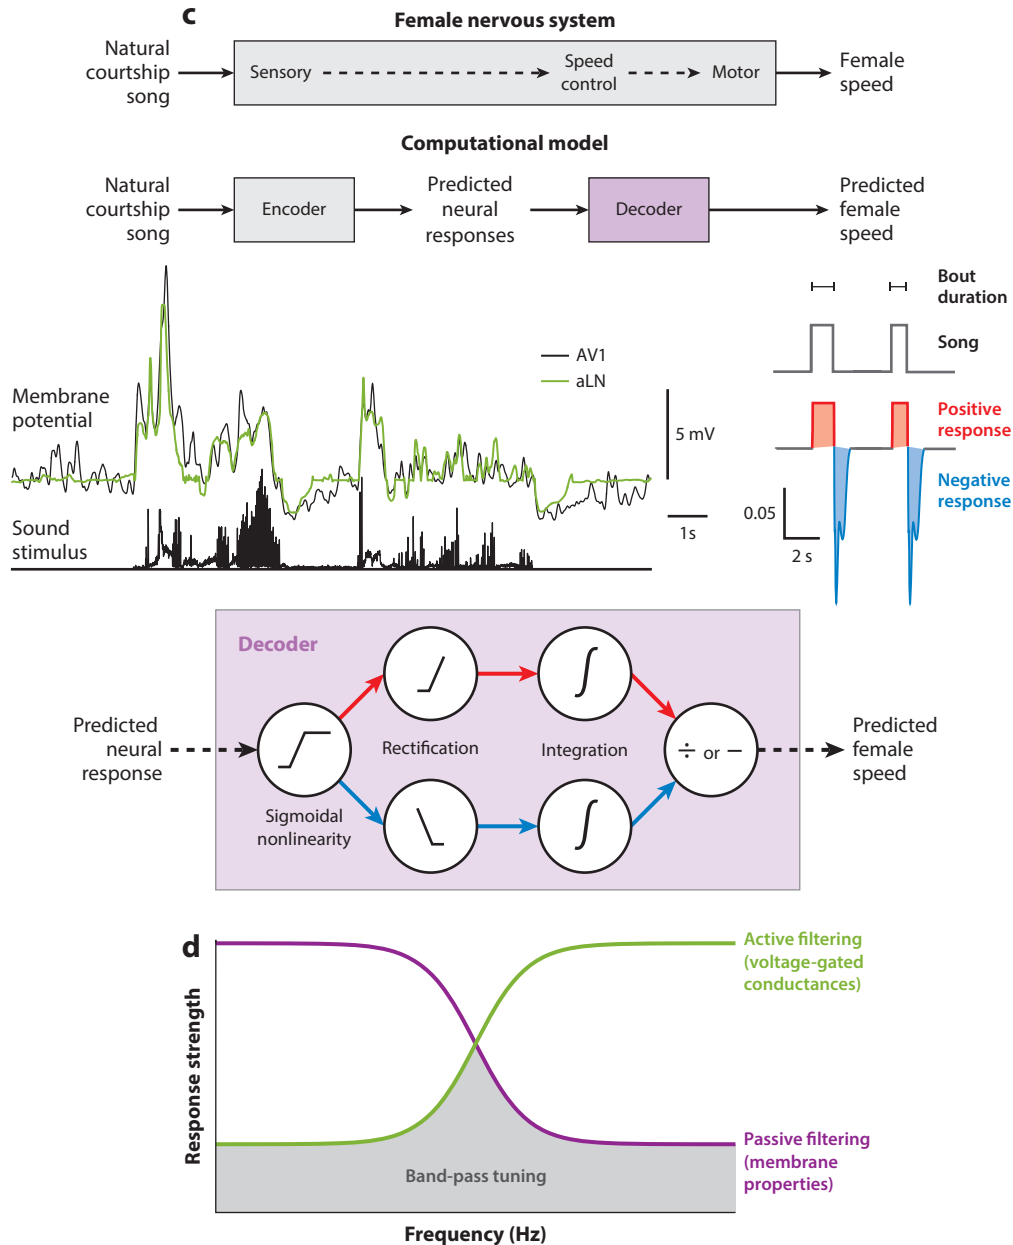 c
Female nervous system
Natural
courtship
song
Sensory
Speed
control
Motor
Female
speed
Computational model
Natural
courtship
song
Encoder
Predicted
neural
responses
Decoder
Predicted
female
speed
Bout
duration
Song
AV1
aLN
Membrane
potential
5 mV
Positive
response
Negative
response
Sound
stimulus
1s
0.05
2 s
Decoder
Predicted
neural
response
Rectification
Integration
÷ or −
Predicted
female
speed
Sigmoidal
nonlinearity
d
Active filtering
(voltage-gated
conductances)
Response strength
Passive filtering
(membrane
properties)
Band-pass tuning
Frequency (Hz)